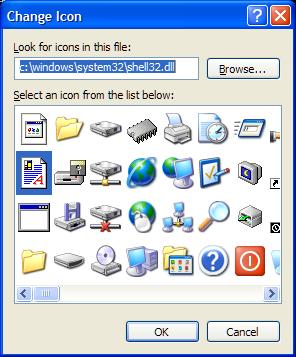 Change Icon
Look for icons in this file:
c:\windows\system32\shell32.dll
Browse...
Select an icon from the list below:
OK
Cancel